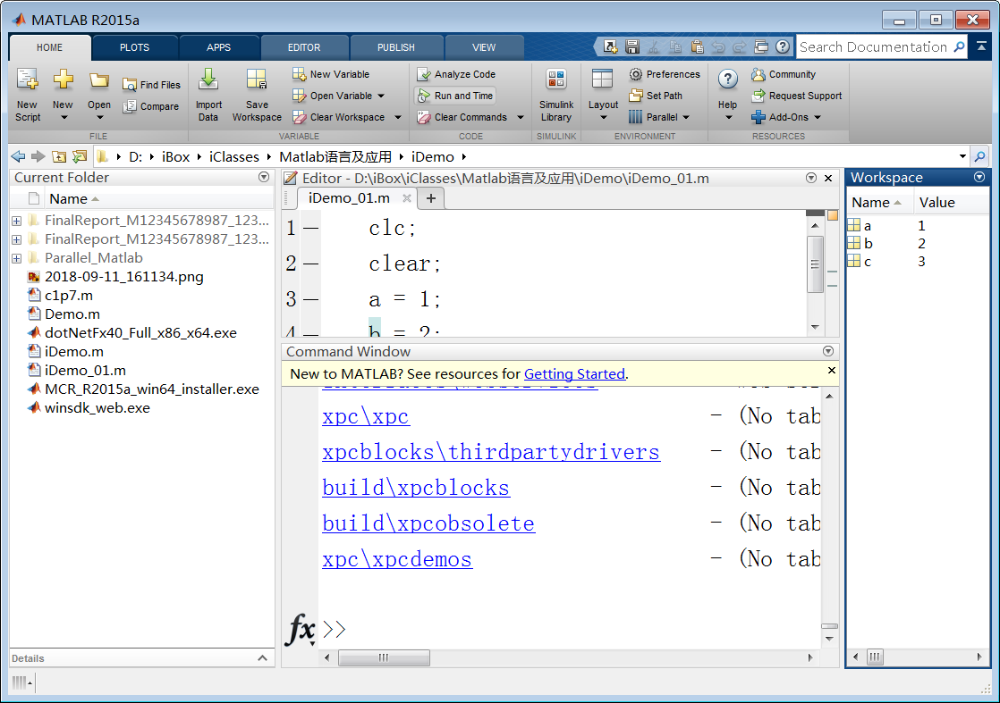 MATLAB R2015a
HOME PLOTS APPS EDITOR PUBLISH VIEW
Search Documentation
New Script
New
Open
Find Files
Compare
FILE
Import Data
Save Workspace
New Variable
Open Variable
Clear Workspace
VARIABLE
Analyze Code
Run and Time
Clear Commands
CODE
Simulink Library
SIMULINK
Layout
Preferences
Set Path
Parallel
ENVIRONMENT
Help
Community
Request Support
Add-Ons
RESOURCES
D: iBox iClasses Matlab语言及应用 iDemo
Current Folder
Name
FinalReport_M12345678987_123...
FinalReport_M12345678987_123...
Parallel_Matlab
2018-09-11_161134.png
c1p7.m
Demo.m
dotNetFx40_Full_x86_x64.exe
iDemo.m
iDemo_01.m
MCR_R2015a_win64_installer.exe
winsdk_web.exe
Details
Editor - D:\iBox\iClasses\Matlab语言及应用\iDemo\iDemo_01.m
iDemo_01.m
1 — clc;
2 — clear;
3 — a = 1;
4 — b = 2;
Command Window
New to MATLAB? See resources for Getting Started.
xpc\xpc - (No tab
xpcblocks\thirdpartydrivers - (No tab
build\xpcblocks - (No tab
build\xpcobsolete - (No tab
xpc\xpcdemos - (No tab
fx >>
Workspace
Name Value
a 1
b 2
c 3